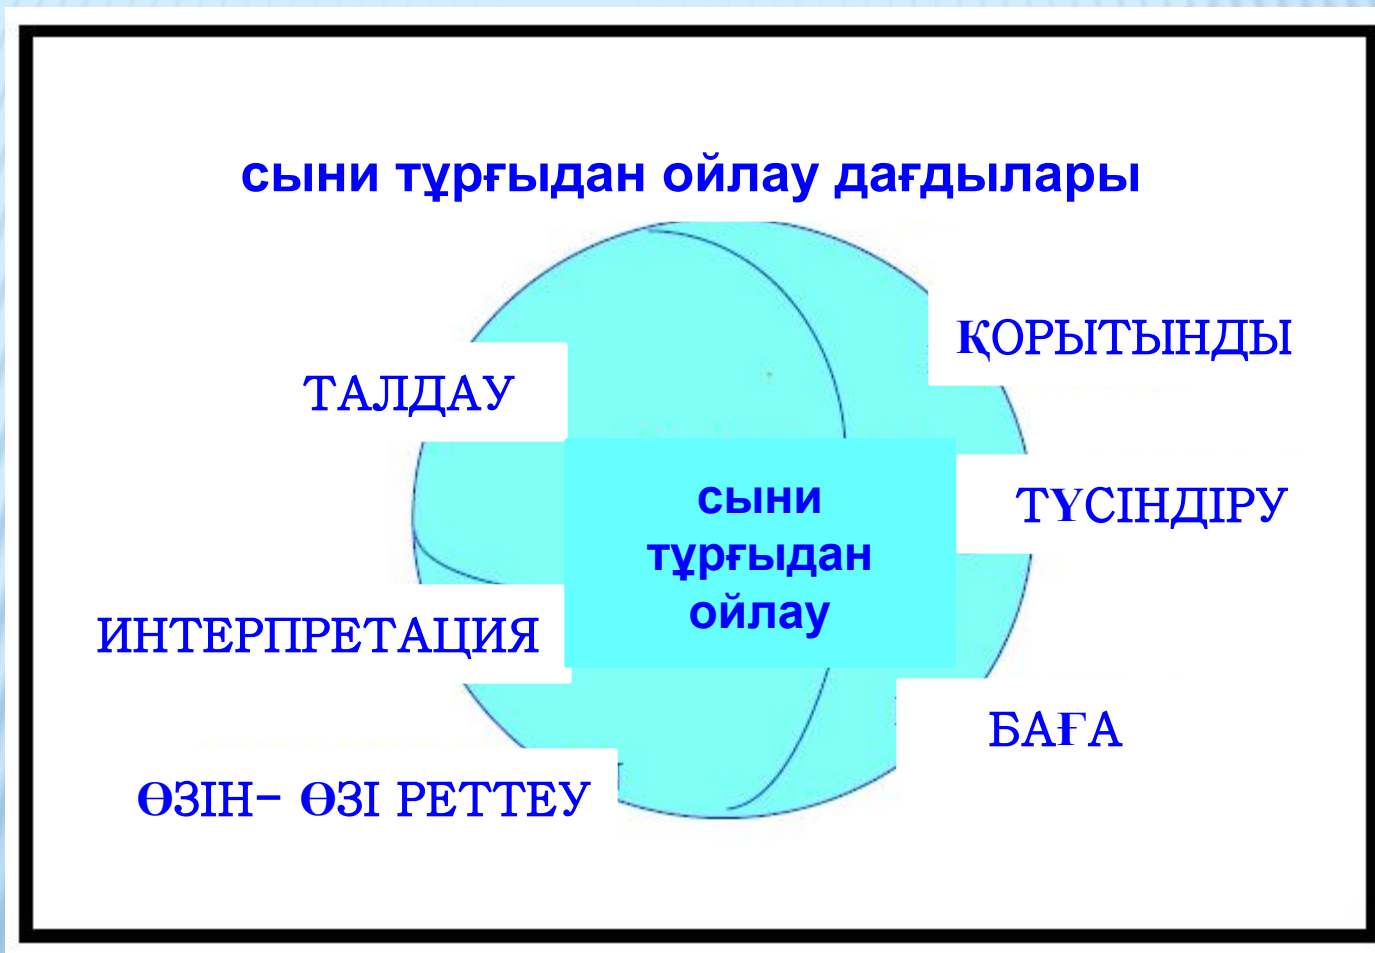 сыни тұрғыдан ойлау дағдылары
ҚОРЫТЫНДЫ
ТАЛДАУ
ТҮСІНДІРУ
сыни
тұрғыдан
ойлау
ИНТЕРПРЕТАЦИЯ
БАҒА
ӨЗІН- ӨЗІ РЕТТЕУ